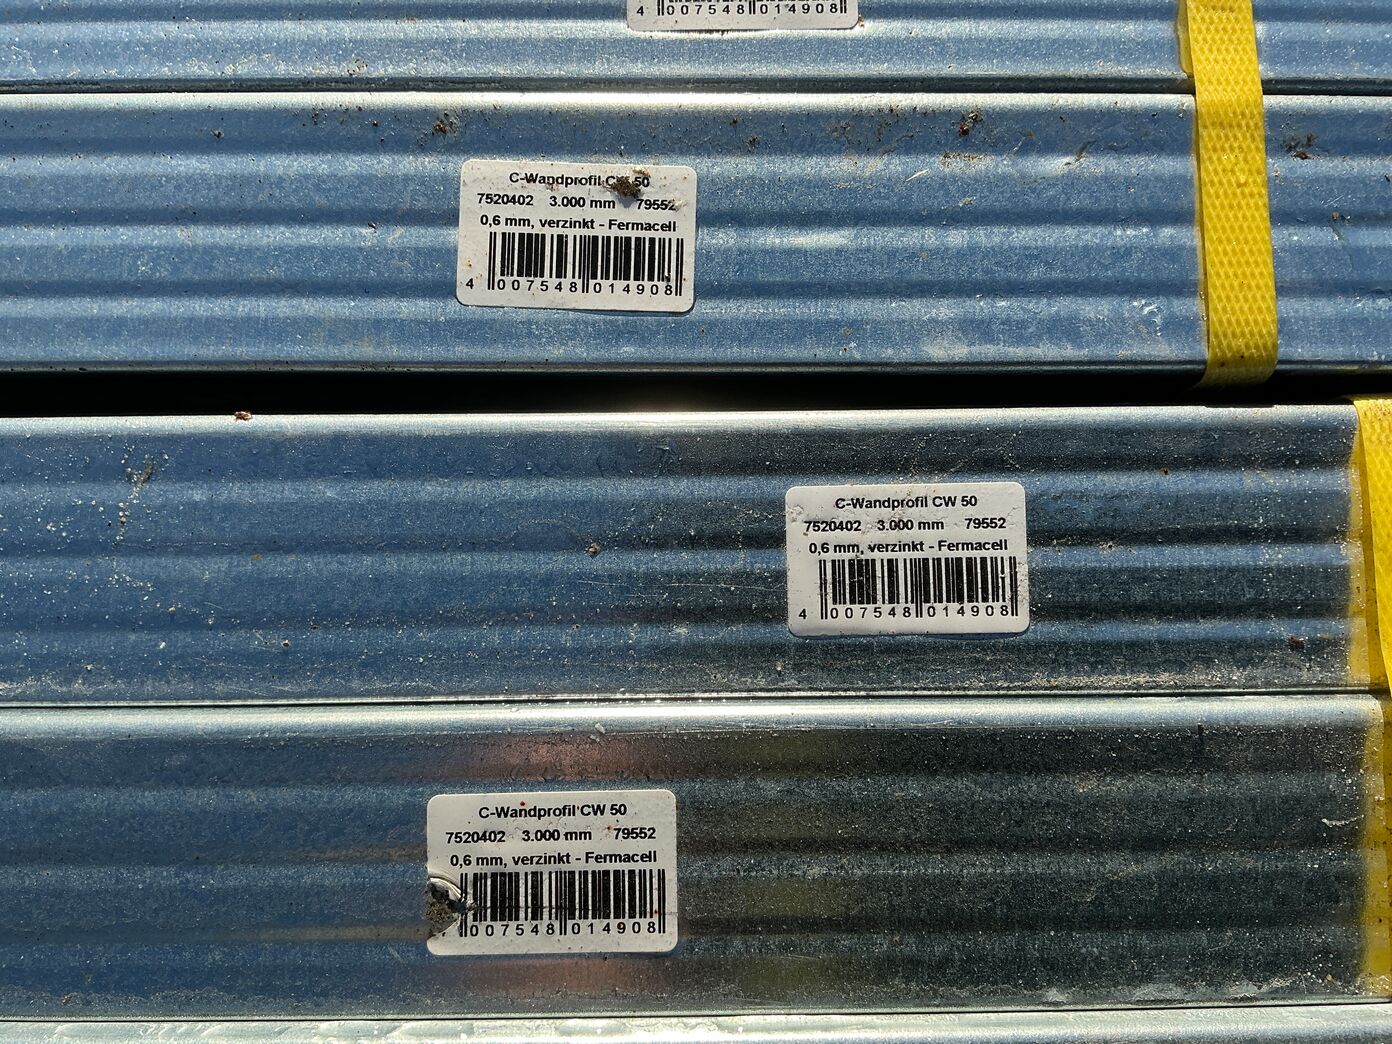 4 007548 014908
C-Wandprofil CW 50
7520402 3.000 mm 79552
0,6 mm, verzinkt - Fermacell
4 007548 014908
C-Wandprofil CW 50
7520402 3.000 mm 79552
0,6 mm, verzinkt - Fermacell
4 007548 014908
C-Wandprofil CW 50
7520402 3.000 mm 79552
0,6 mm, verzinkt - Fermacell
007548 014908